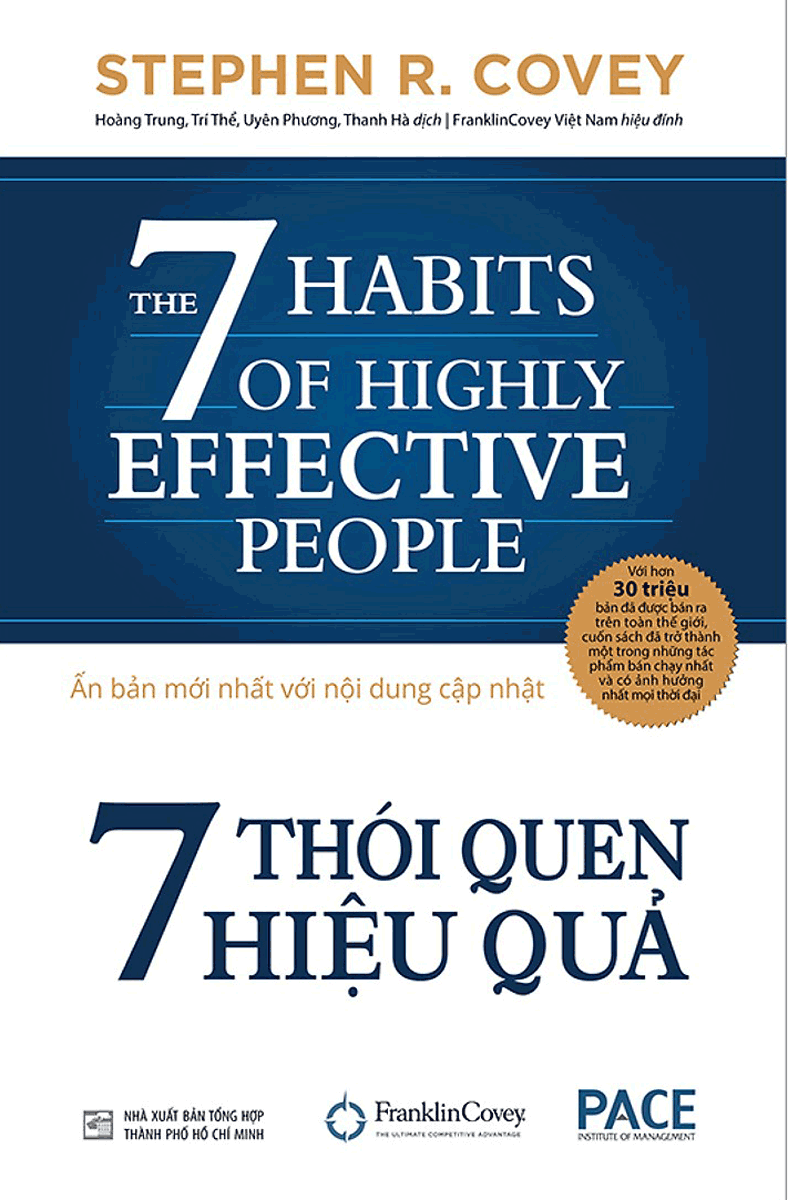 STEPHEN R. COVEY
Hoàng Trung, Trí Thể, Uyên Phương, Thanh Hà dịch | FranklinCovey Việt Nam hiệu đính
THE 7 HABITS
OF HIGHLY
EFFECTIVE
PEOPLE
Với hơn
30 triệu
bản đã được bán ra
trên toàn thế giới,
cuốn sách đã trở thành
một trong những tác
phẩm bán chạy nhất
và có ảnh hưởng
nhất mọi thời đại
Ấn bản mới nhất với nội dung cập nhật
7 THÓI QUEN
HIỆU QUẢ
NHÀ XUẤT BẢN TỔNG HỢP
THÀNH PHỐ HỒ CHÍ MINH
FranklinCovey
THE ULTIMATE COMPETITIVE ADVANTAGE
PACE
INSTITUTE OF MANAGEMENT